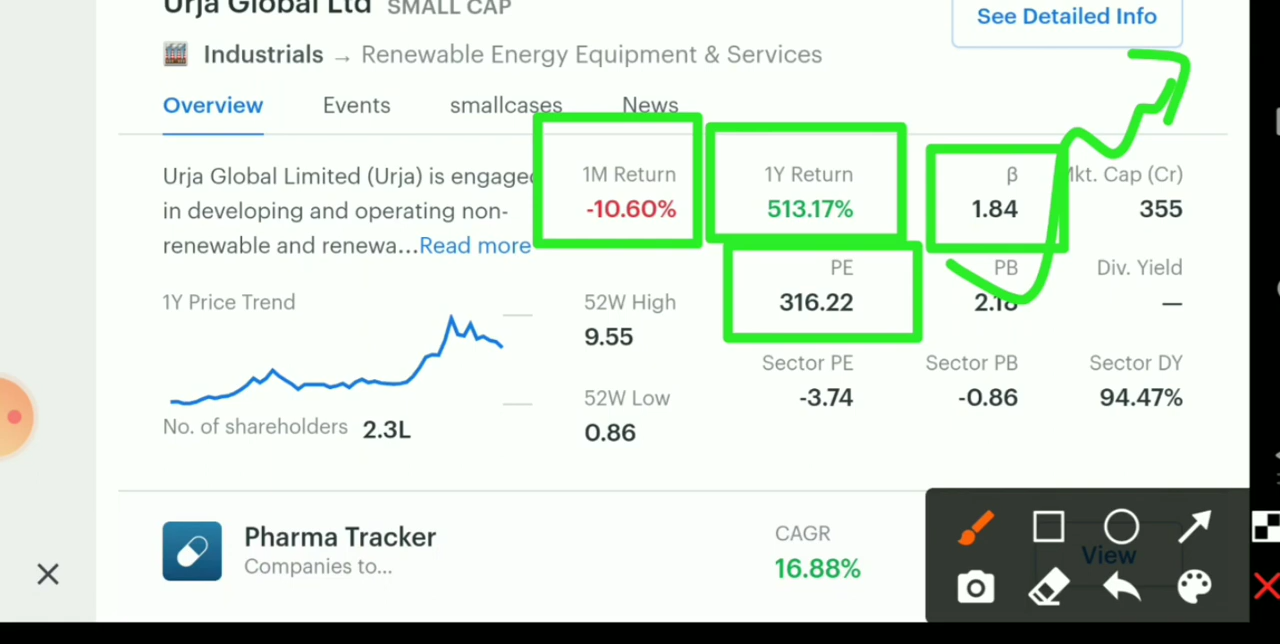 Urja Global Ltd SMALL CAP
See Detailed Info
Industrials → Renewable Energy Equipment & Services
Overview Events smallcases News
Urja Global Limited (Urja) is engaged
in developing and operating non-
renewable and renewa...Read more
1M Return
-10.60%
1Y Return
513.17%
β
1.84
Mkt. Cap (Cr)
355
PE
316.22
PB
2.18
Div. Yield
—
1Y Price Trend
52W High
9.55
Sector PE
-3.74
Sector PB
-0.86
Sector DY
94.47%
52W Low
0.86
No. of shareholders 2.3L
Pharma Tracker
Companies to...
CAGR
16.88%
View